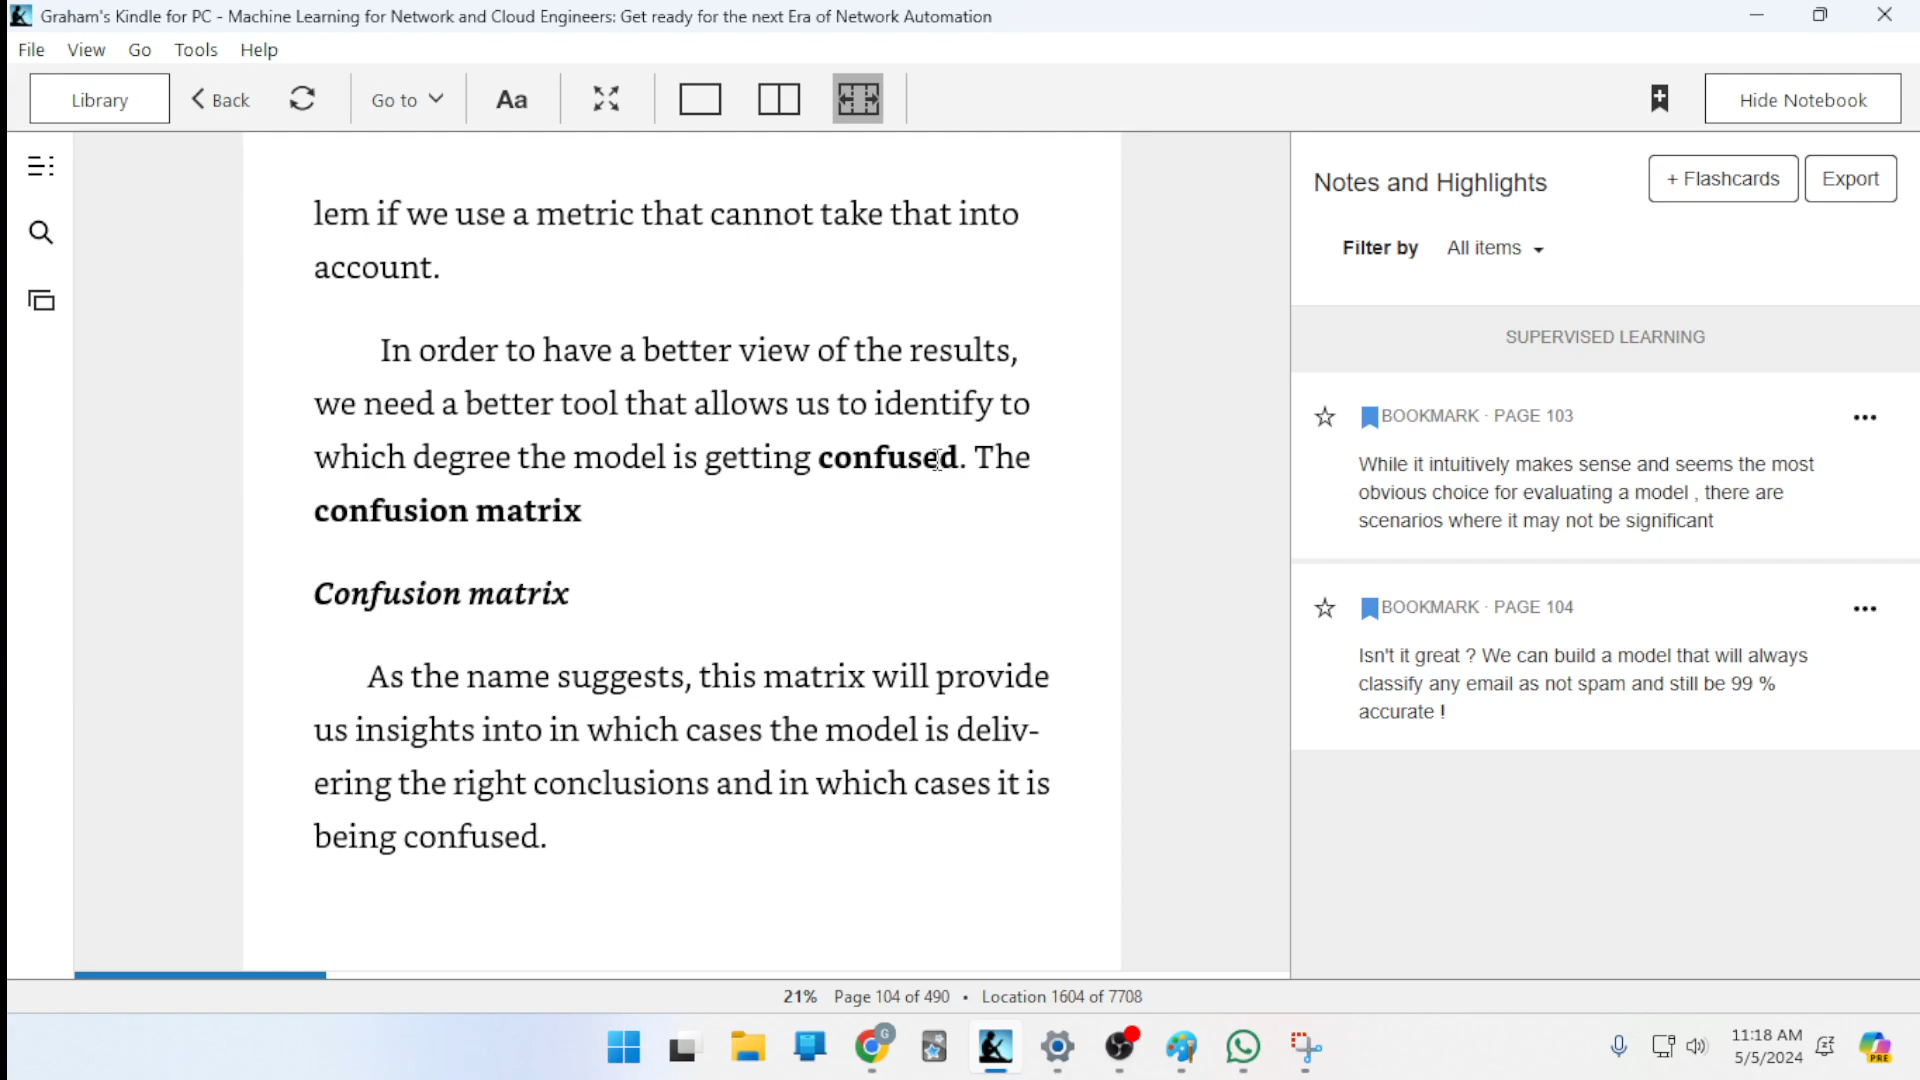 Graham's Kindle for PC - Machine Learning for Network and Cloud Engineers: Get ready for the next Era of Network Automation
File View Go Tools Help
Library Back Go to Aa Hide Notebook
lem if we use a metric that cannot take that into
account.
In order to have a better view of the results,
we need a better tool that allows us to identify to
which degree the model is getting confused. The
confusion matrix
Confusion matrix
As the name suggests, this matrix will provide
us insights into in which cases the model is deliv-
ering the right conclusions and in which cases it is
being confused.
Notes and Highlights
+ Flashcards Export
Filter by All items
SUPERVISED LEARNING
BOOKMARK · PAGE 103
While it intuitively makes sense and seems the most
obvious choice for evaluating a model , there are
scenarios where it may not be significant
BOOKMARK · PAGE 104
Isn't it great ? We can build a model that will always
classify any email as not spam and still be 99 %
accurate !
21% Page 104 of 490 • Location 1604 of 7708
G
11:18 AM
5/5/2024
PRE